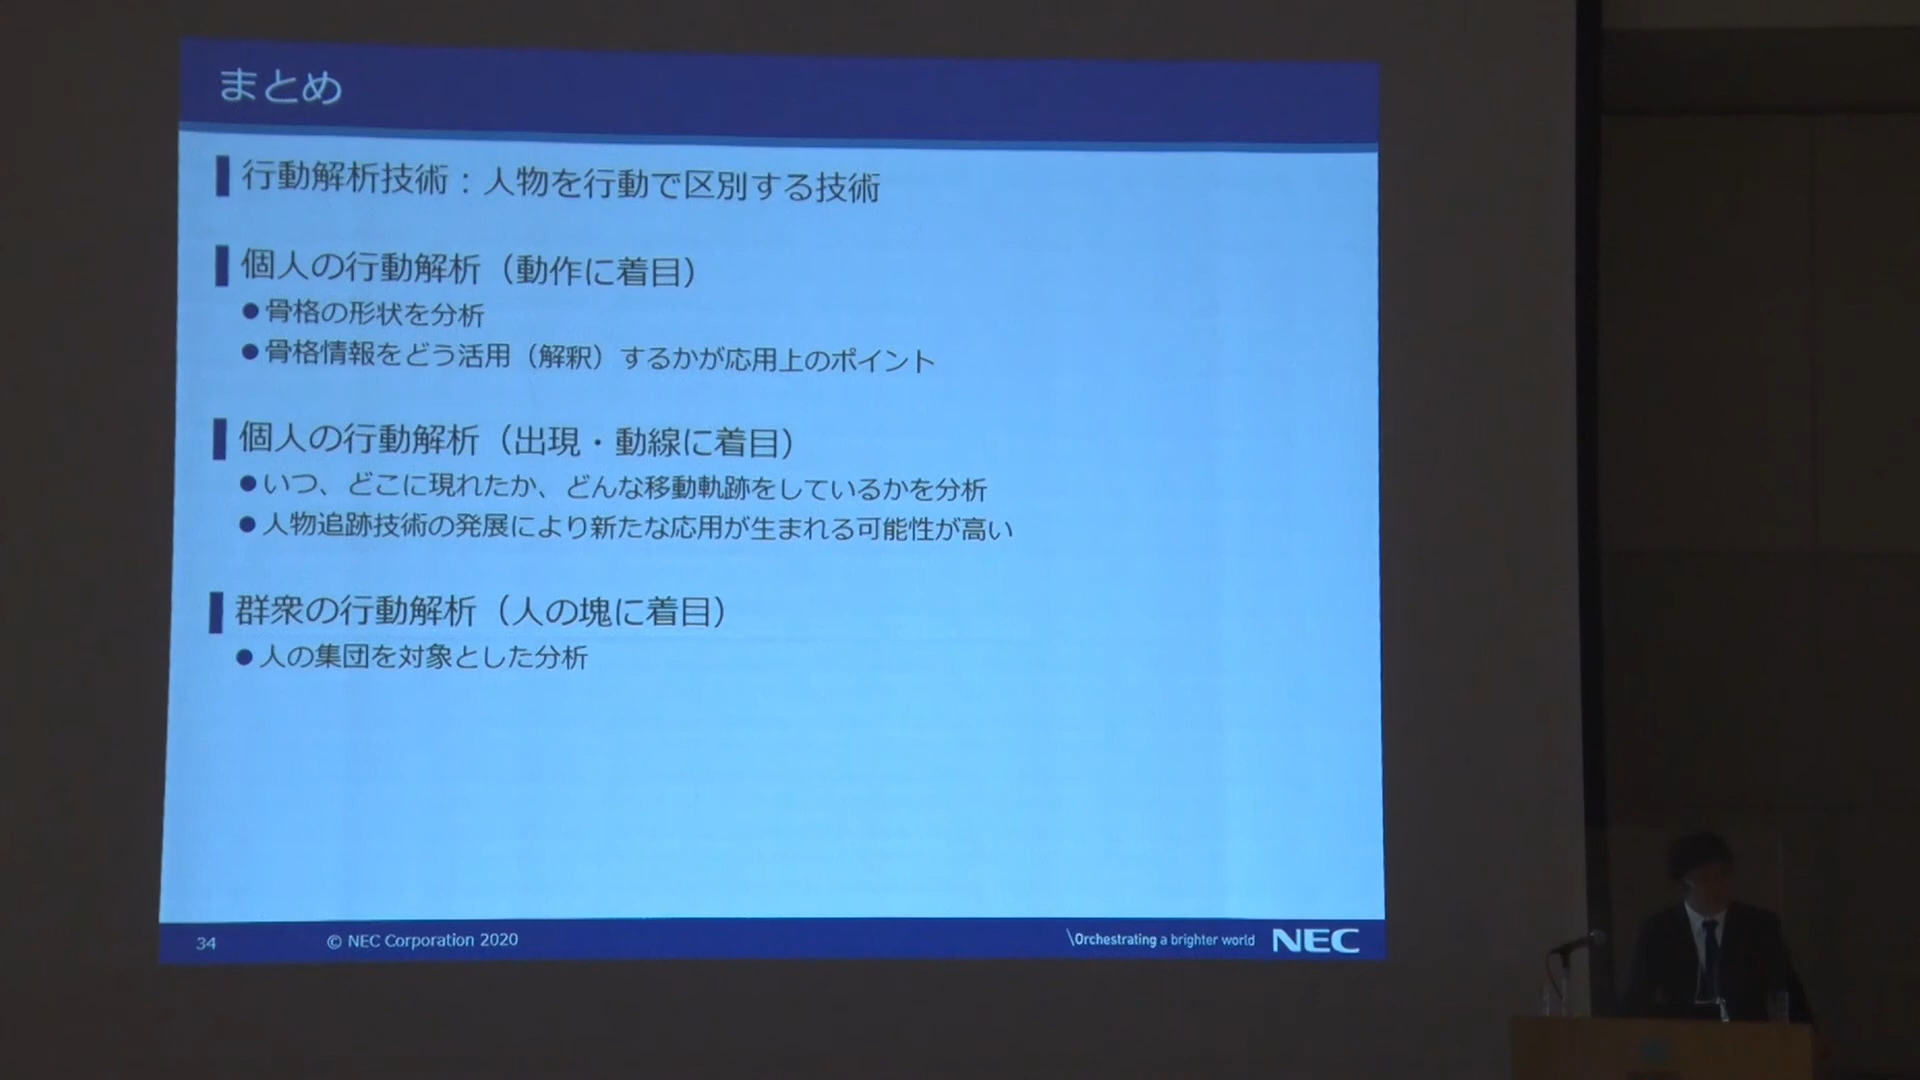 まとめ
行動解析技術：人物を行動で区別する技術
個人の行動解析（動作に着目）
●骨格の形状を分析
●骨格情報をどう活用（解釈）するかが応用上のポイント
個人の行動解析（出現・動線に着目）
●いつ、どこに現れたか、どんな移動軌跡をしているかを分析
●人物追跡技術の発展により新たな応用が生まれる可能性が高い
群衆の行動解析（人の塊に着目）
●人の集団を対象とした分析
34 © NEC Corporation 2020 \Orchestrating a brighter world NEC